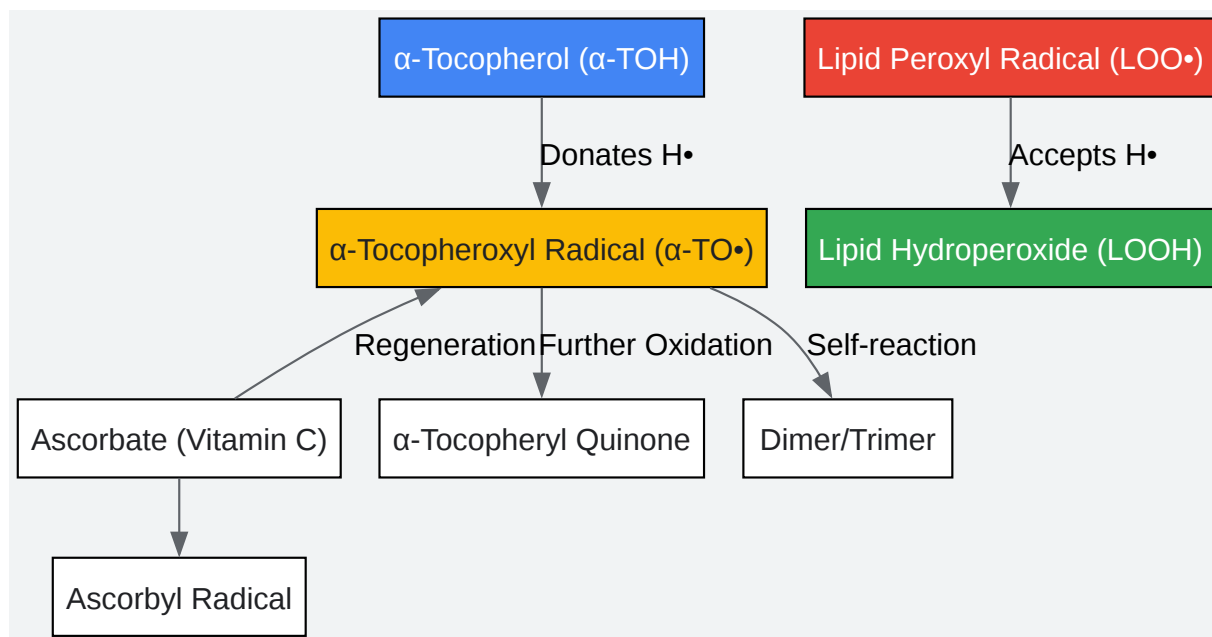 α-Tocopherol (α-TOH)
Lipid Peroxyl Radical (LOO•)
Donates H•
Accepts H•
α-Tocopheroxyl Radical (α-TO•)
Lipid Hydroperoxide (LOOH)
Regeneration
Further Oxidation
Self-reaction
Ascorbate (Vitamin C)
α-Tocopheryl Quinone
Dimer/Trimer
Ascorbyl Radical